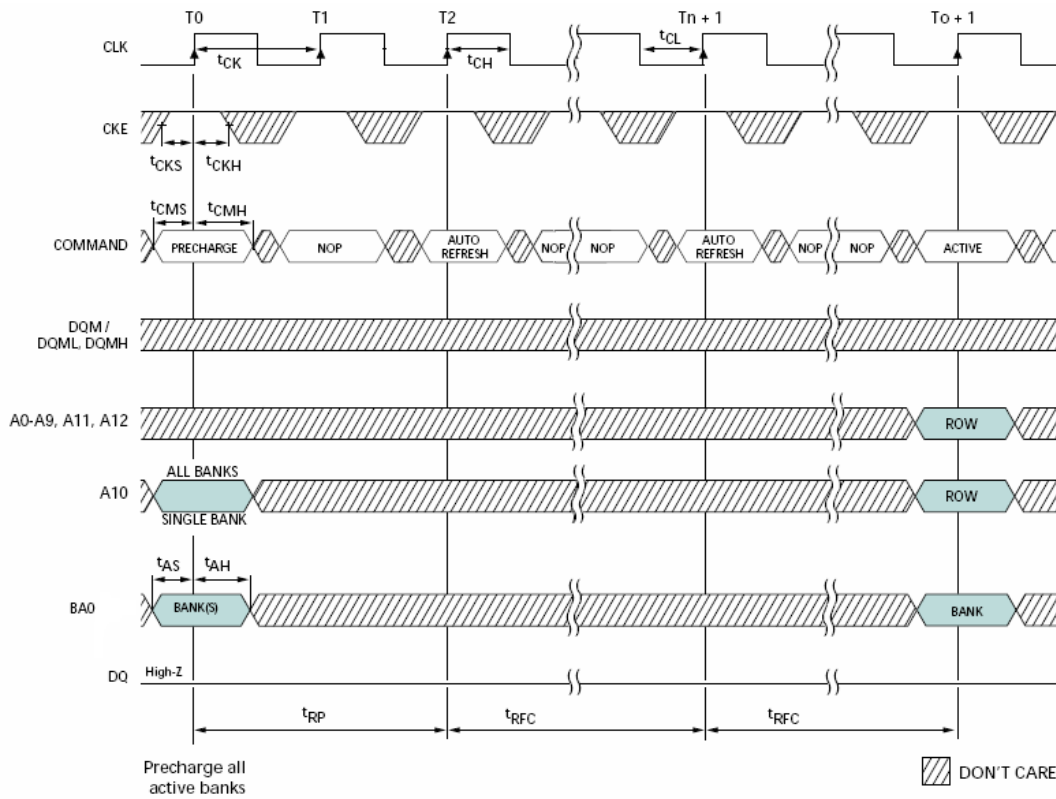 T0 T1 T2 Tn + 1 To + 1
CLK
tCK tCH tCL
CKE
tCKS tCKH
tCMS tCMH
COMMAND PRECHARGE NOP AUTO REFRESH NOP NOP AUTO REFRESH NOP NOP ACTIVE
DQM /
DQML, DQMH
A0-A9, A11, A12 ROW
ALL BANKS
A10 ROW
SINGLE BANK
tAS tAH
BA0 BANK(S) BANK
DQ High-Z
tRP tRFC tRFC
Precharge all
active banks
DON'T CARE